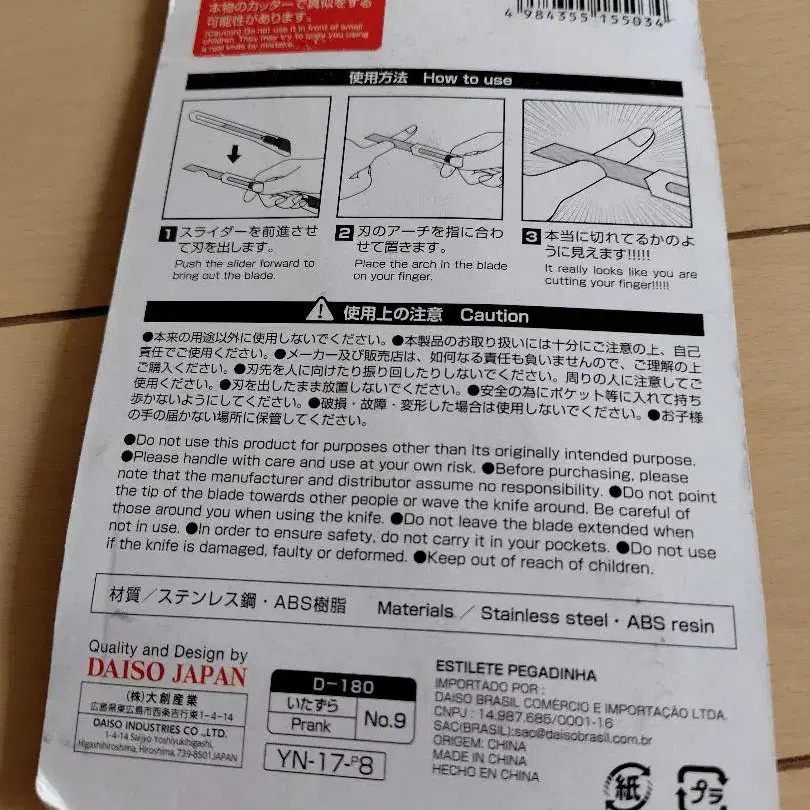 本物のカッターで真似をする
可能性があります。
(Caution) Do not use it in front of small
children. They may try to copy you using
a real knife by mistake.
4 984355 155034
使用方法 How to use
1 スライダーを前進させ
て刃を出します。
Push the slider forward to
bring out the blade.
2 刃のアーチを指に合わ
せて置きます。
Place the arch in the blade
on your finger.
3 本当に切れてるかのよ
うに見えます!!!!!
It really looks like you are
cutting your finger!!!!!
使用上の注意 Caution
●本来の用途以外に使用しないでください。●本製品のお取り扱いには十分にご注意の上、自己
責任でご使用ください。●メーカー及び販売店は、如何なる責任も負いませんので、ご理解の上
ご購入ください。●刃先を人に向けたり振り回したりしないでください。周りの人に注意してご
使用ください。●刃を出したまま放置しないでください。●安全の為にポケット等に入れて持ち
歩かないようにしてください。●破損・故障・変形した場合は使用しないでください。●お子様
の手の届かない場所に保管してください。
●Do not use this product for purposes other than its originally intended purpose.
●Please handle with care and use at your own risk. ●Before purchasing, please
note that the manufacturer and distributor assume no responsibility. ●Do not point
the tip of the blade towards other people or wave the knife around. Be careful of
those around you when using the knife. ●Do not leave the blade extended when
not in use. ●In order to ensure safety, do not carry it in your pockets. ●Do not use
if the knife is damaged, faulty or deformed. ●Keep out of reach of children.
材質／ステンレス鋼・ABS樹脂 Materials／Stainless steel・ABS resin
Quality and Design by
DAISO JAPAN
(株)大創産業
広島県東広島市西条吉行東1-4-14
DAISO INDUSTRIES CO.,LTD.
1-4-14 Saijo Yoshiyukihigashi,
Higashihiroshima, Hiroshima, 739-8501 JAPAN
D-180
いたずら
Prank
No.9
YN-17-P8
ESTILETE PEGADINHA
IMPORTADO POR :
DAISO BRASIL COMÉRCIO E IMPORTAÇÃO LTDA.
CNPJ : 14.987.686/0001-16
SAC(BRASIL):sac@daisobrasil.com.br
ORIGEM: CHINA
MADE IN CHINA
HECHO EN CHINA
紙
プラ